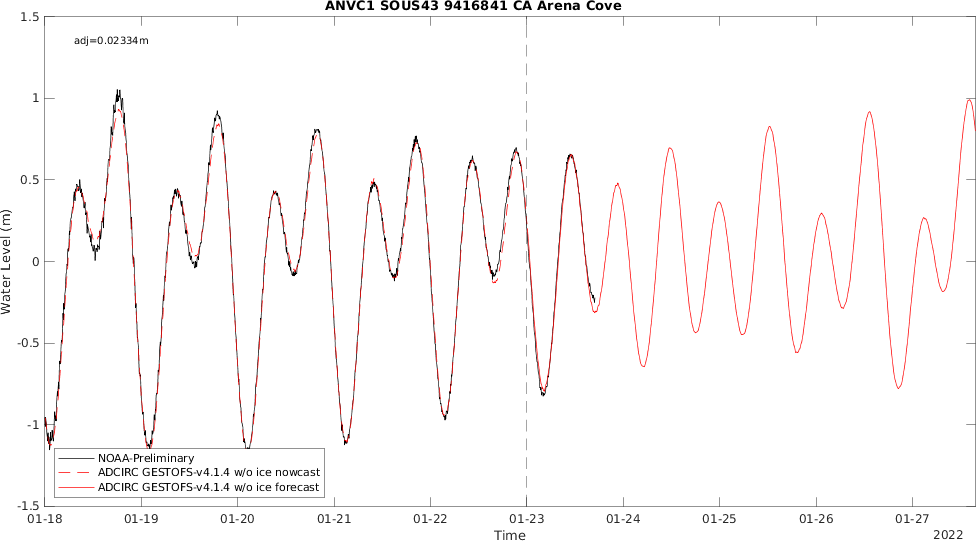 ANVC1 SOUS43 9416841 CA Arena Cove
1.5
adj=0.02334m
1
0.5
0
-0.5
-1
-1.5
Water Level (m)
NOAA-Preliminary
ADCIRC GESTOFS-v4.1.4 w/o ice nowcast
ADCIRC GESTOFS-v4.1.4 w/o ice forecast
01-18 01-19 01-20 01-21 01-22 01-23 01-24 01-25 01-26 01-27
Time
2022